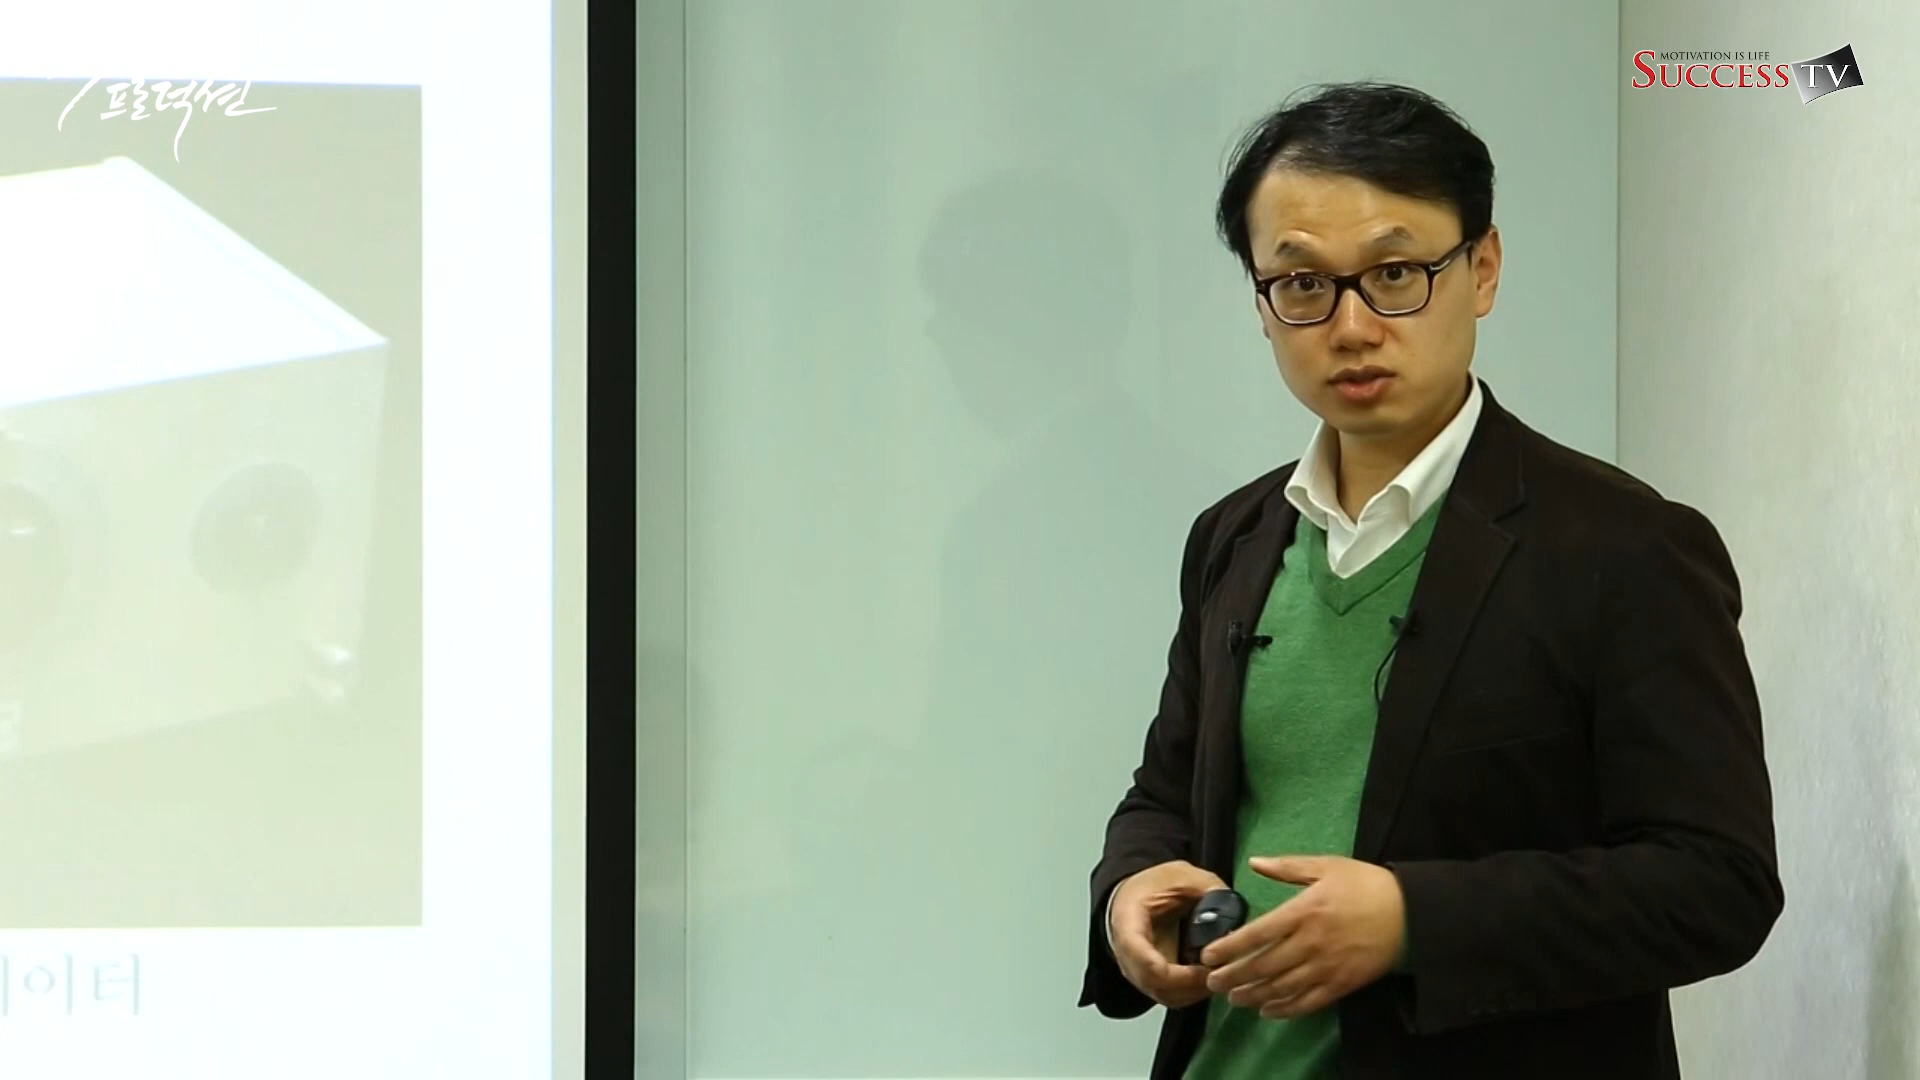 프로덕션
MOTIVATION IS LIFE
SUCCESS TV
이터